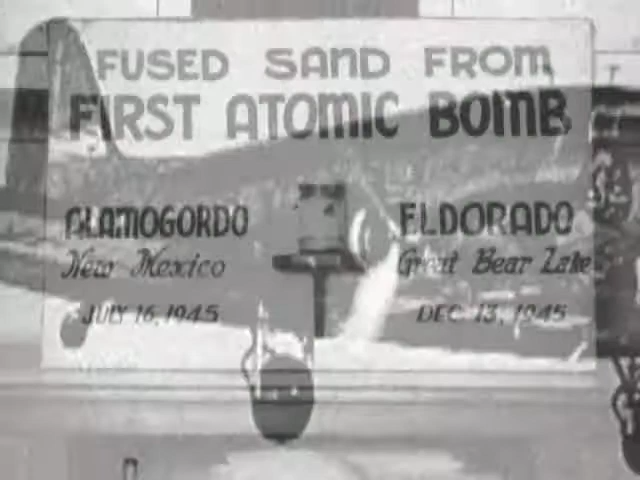 FUSED SAND FROM
FIRST ATOMIC BOMB
ALAMOGORDO
New Mexico
JULY 16, 1945
ELDORADO
Great Bear Lake
DEC. 13, 1945